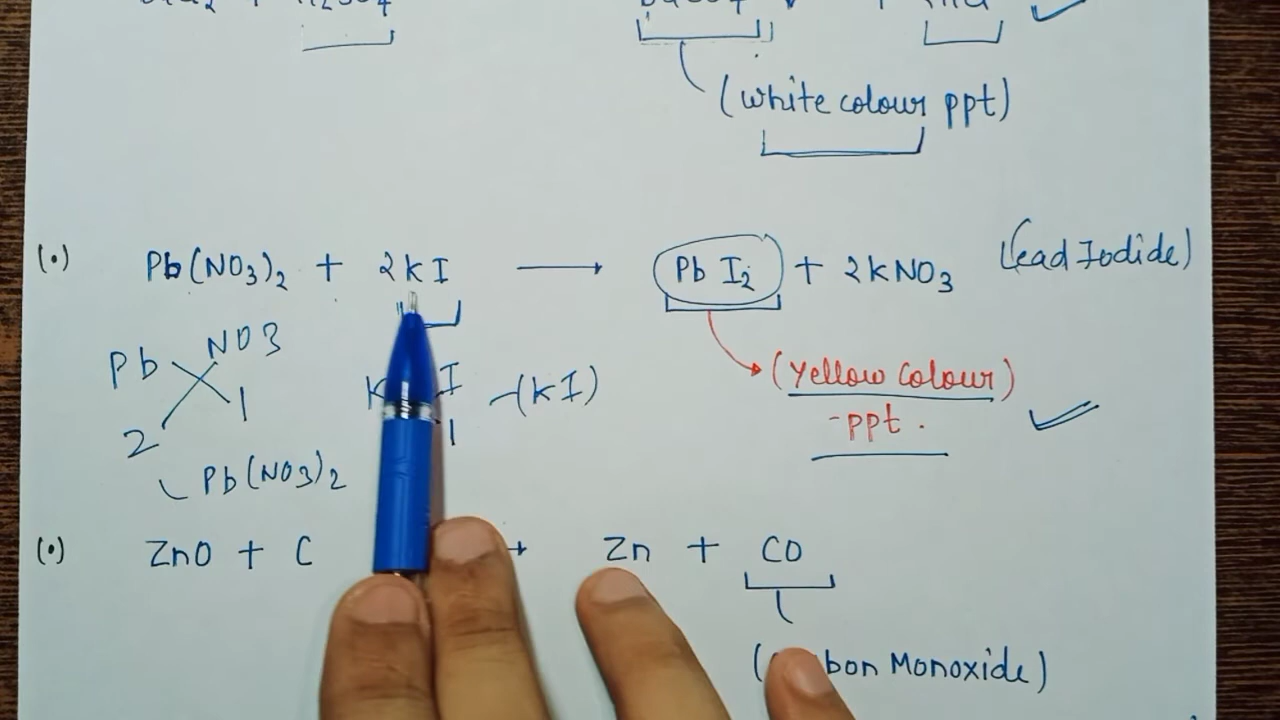 (white colour ppt)
(•) Pb(NO3)2 + 2KI → PbI2 + 2KNO3 (Lead Iodide)
Pb NO3
2 1
I
1
(KI)
Pb(NO3)2
(Yellow Colour)
-ppt.
(•) ZnO + C → Zn + CO
Monoxide)